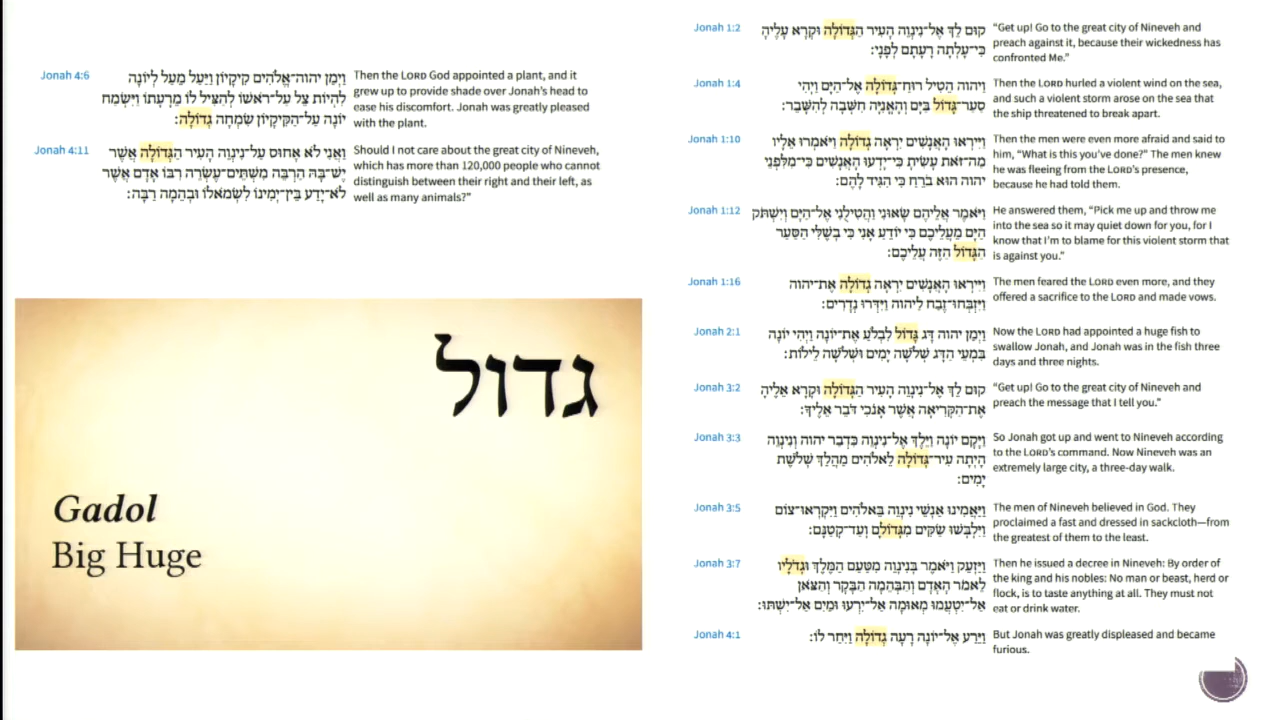 Jonah 4:6
וַיְמַן יְהוָה־אֱלֹהִים קִיקָיוֹן וַיַּעַל מֵעַל לְיוֹנָה
לִהְיוֹת צֵל עַל־רֹאשׁוֹ לְהַצִּיל לוֹ מֵרָעָתוֹ וַיִּשְׂמַח
יוֹנָה עַל־הַקִּיקָיוֹן שִׂמְחָה גְדוֹלָה׃
Then the LORD God appointed a plant, and it
grew up to provide shade over Jonah's head to
ease his discomfort. Jonah was greatly pleased
with the plant.
Jonah 4:11
וַאֲנִי לֹא אָחוּס עַל־נִינְוֵה הָעִיר הַגְּדוֹלָה אֲשֶׁר
יֶשׁ־בָּהּ הַרְבֵּה מִשְׁתֵּים־עֶשְׂרֵה רִבּוֹ אָדָם אֲשֶׁר
לֹא־יָדַע בֵּין־יְמִינוֹ לִשְׂמֹאלוֹ וּבְהֵמָה רַבָּה׃
Should I not care about the great city of Nineveh,
which has more than 120,000 people who cannot
distinguish between their right and their left, as
well as many animals?”
גדול
Gadol
Big Huge
Jonah 1:2
קוּם לֵךְ אֶל־נִינְוֵה הָעִיר הַגְּדוֹלָה וּקְרָא עָלֶיהָ
כִּי־עָלְתָה רָעָתָם לְפָנָי׃
“Get up! Go to the great city of Nineveh and
preach against it, because their wickedness has
confronted Me.”
Jonah 1:4
וַיהוָה הֵטִיל רוּחַ־גְּדוֹלָה אֶל־הַיָּם וַיְהִי
סַעַר־גָּדוֹל בַּיָּם וְהָאֳנִיָּה חִשְּׁבָה לְהִשָּׁבֵר׃
Then the LORD hurled a violent wind on the sea,
and such a violent storm arose on the sea that
the ship threatened to break apart.
Jonah 1:10
וַיִּירְאוּ הָאֲנָשִׁים יִרְאָה גְדוֹלָה וַיֹּאמְרוּ אֵלָיו
מַה־זֹּאת עָשִׂיתָ כִּי־יָדְעוּ הָאֲנָשִׁים כִּי־מִלִּפְנֵי
יְהוָה הוּא בֹרֵחַ כִּי הִגִּיד לָהֶם׃
Then the men were even more afraid and said to
him, “What is this you've done?” The men knew
he was fleeing from the LORD's presence,
because he had told them.
Jonah 1:12
וַיֹּאמֶר אֲלֵיהֶם שָׂאוּנִי וַהֲטִילֻנִי אֶל־הַיָּם וְיִשְׁתֹּק
הַיָּם מֵעֲלֵיכֶם כִּי יוֹדֵעַ אָנִי כִּי בְשֶׁלִּי הַסַּעַר
הַגָּדוֹל הַזֶּה עֲלֵיכֶם׃
He answered them, “Pick me up and throw me
into the sea so it may quiet down for you, for I
know that I'm to blame for this violent storm that
is against you.”
Jonah 1:16
וַיִּירְאוּ הָאֲנָשִׁים יִרְאָה גְדוֹלָה אֶת־יְהוָה
וַיִּזְבְּחוּ־זֶבַח לַיהוָה וַיִּדְּרוּ נְדָרִים׃
The men feared the LORD even more, and they
offered a sacrifice to the LORD and made vows.
Jonah 2:1
וַיְמַן יְהוָה דָּג גָּדוֹל לִבְלֹעַ אֶת־יוֹנָה וַיְהִי יוֹנָה
בִּמְעֵי הַדָּג שְׁלֹשָׁה יָמִים וּשְׁלֹשָׁה לֵילוֹת׃
Now the LORD had appointed a huge fish to
swallow Jonah, and Jonah was in the fish three
days and three nights.
Jonah 3:2
קוּם לֵךְ אֶל־נִינְוֵה הָעִיר הַגְּדוֹלָה וִּקְרָא אֵלֶיהָ
אֶת־הַקְּרִיאָה אֲשֶׁר אָנֹכִי דֹּבֵר אֵלֶיךָ׃
“Get up! Go to the great city of Nineveh and
preach the message that I tell you.”
Jonah 3:3
וַיָּקָם יוֹנָה וַיֵּלֶךְ אֶל־נִינְוֵה כִּדְבַר יְהוָה וְנִינְוֵה
הָיְתָה עִיר־גְּדוֹלָה לֵאלֹהִים מַהֲלַךְ שְׁלֹשֶׁת
יָמִים׃
So Jonah got up and went to Nineveh according
to the LORD's command. Now Nineveh was an
extremely large city, a three-day walk.
Jonah 3:5
וַיַּאֲמִינוּ אַנְשֵׁי נִינְוֵה בֵּאלֹהִים וַיִּקְרְאוּ־צוֹם
וַיִּלְבְּשׁוּ שַׂקִּים מִגְּדוֹלָם וְעַד־קְטַנָּם׃
The men of Nineveh believed in God. They
proclaimed a fast and dressed in sackcloth—from
the greatest of them to the least.
Jonah 3:7
וַיַּזְעֵק וַיֹּאמֶר בְּנִינְוֵה מִטַּעַם הַמֶּלֶךְ וּגְדֹלָיו
לֵאמֹר הָאָדָם וְהַבְּהֵמָה הַבָּקָר וְהַצֹּאן
אַל־יִטְעֲמוּ מְאוּמָה אַל־יִרְעוּ וּמַיִם אַל־יִשְׁתּוּ׃
Then he issued a decree in Nineveh: By order of
the king and his nobles: No man or beast, herd or
flock, is to taste anything at all. They must not
eat or drink water.
Jonah 4:1
וַיֵּרַע אֶל־יוֹנָה רָעָה גְדוֹלָה וַיִּחַר לוֹ׃
But Jonah was greatly displeased and became
furious.